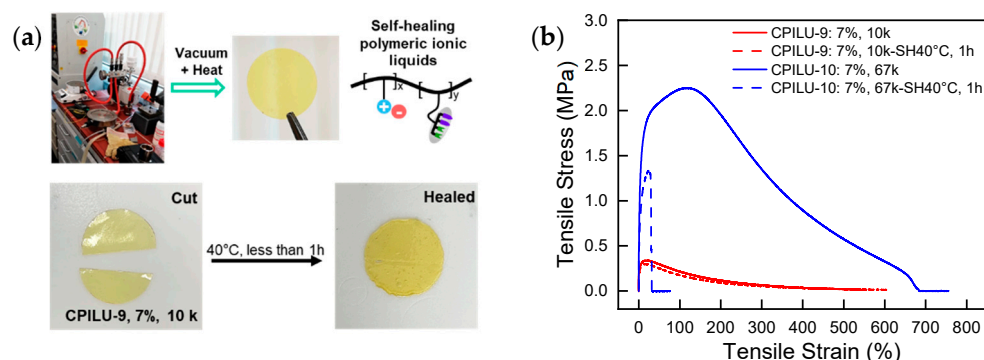 (a)
Vacuum
+ Heat
Self-healing
polymeric ionic
liquids
x
y
+
-
Cut
40°C, less than 1h
Healed
CPILU-9, 7%, 10 k
(b)
3.0
2.5
2.0
1.5
1.0
0.5
0.0
Tensile Stress (MPa)
CPILU-9: 7%, 10k
CPILU-9: 7%, 10k-SH40°C, 1h
CPILU-10: 7%, 67k
CPILU-10: 7%, 67k-SH40°C, 1h
0 100 200 300 400 500 600 700 800
Tensile Strain (%)